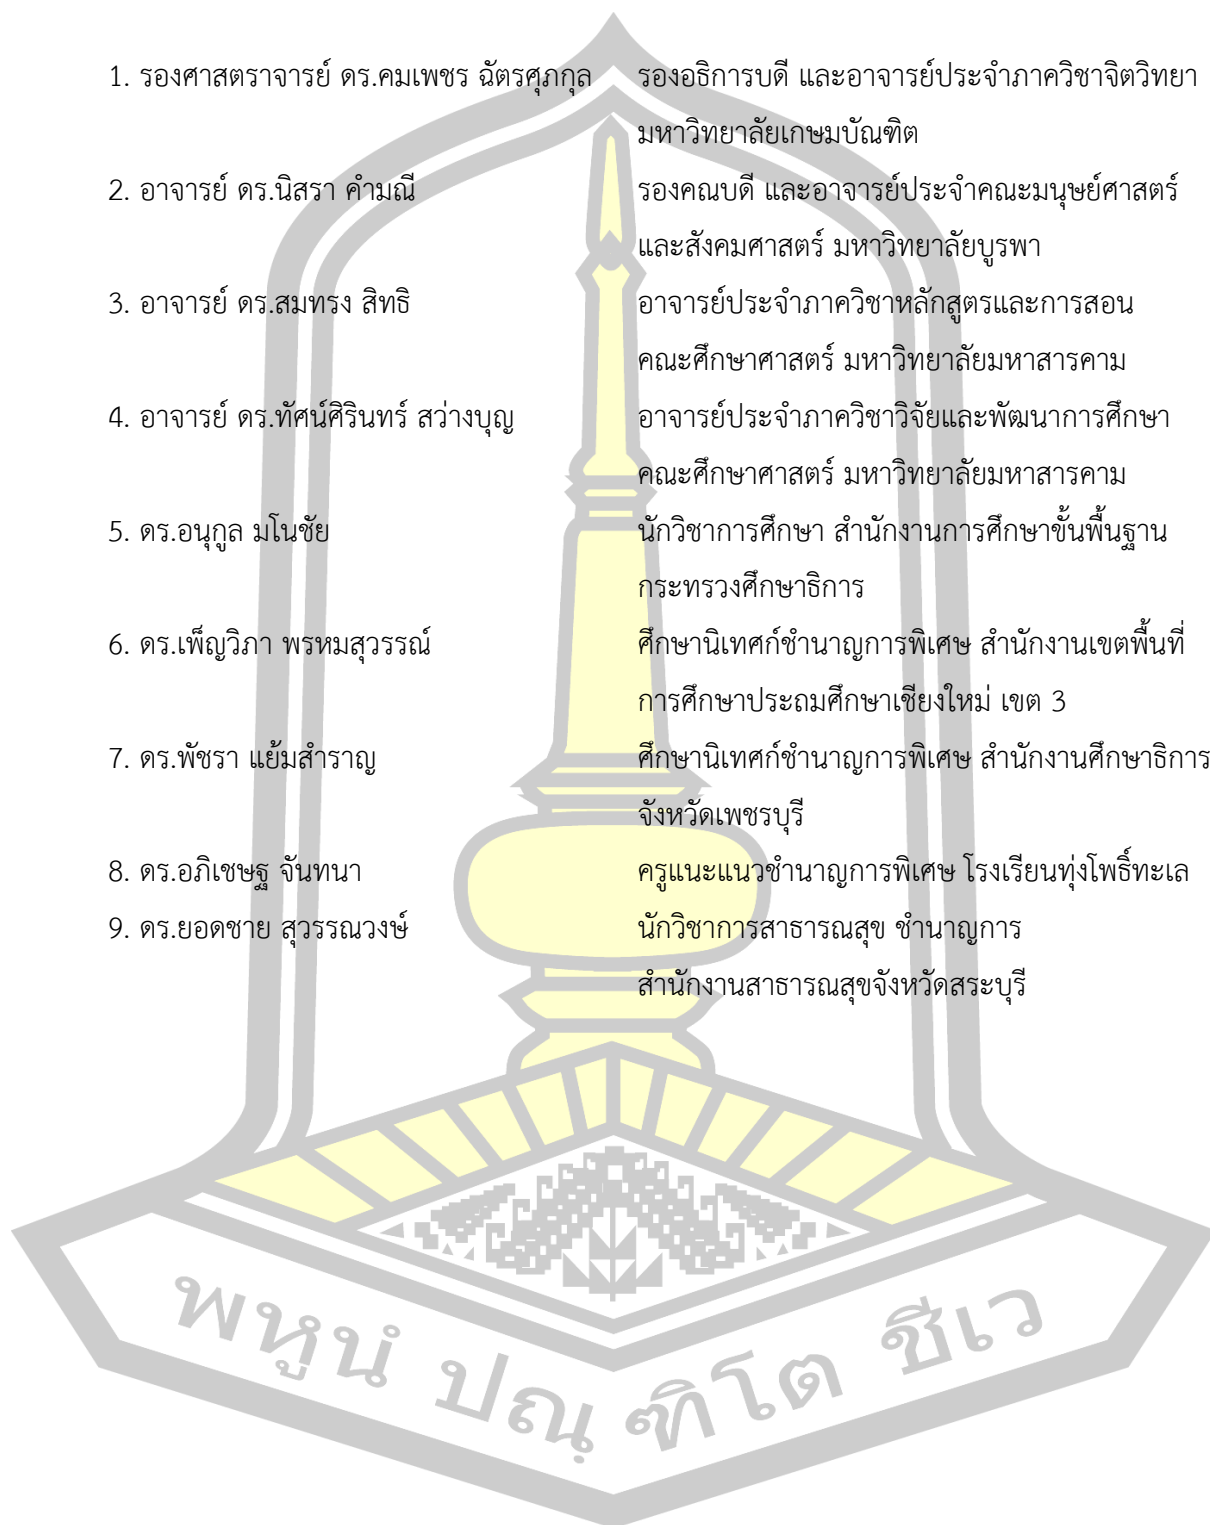 1. รองศาสตราจารย์ ดร.คมเพชร ฉัตรศุภกุล รองอธิการบดี และอาจารย์ประจำภาควิชาจิตวิทยา
มหาวิทยาลัยเกษมบัณฑิต
2. อาจารย์ ดร.นิสรา คำมณี รองคณบดี และอาจารย์ประจำคณะมนุษย์ศาสตร์
และสังคมศาสตร์ มหาวิทยาลัยบูรพา
3. อาจารย์ ดร.สมทรง สิทธิ อาจารย์ประจำภาควิชาหลักสูตรและการสอน
คณะศึกษาศาสตร์ มหาวิทยาลัยมหาสารคาม
4. อาจารย์ ดร.ทัศน์ศิรินทร์ สว่างบุญ อาจารย์ประจำภาควิชาวิจัยและพัฒนาการศึกษา
คณะศึกษาศาสตร์ มหาวิทยาลัยมหาสารคาม
5. ดร.อนุกูล มโนชัย นักวิชาการศึกษา สำนักงานการศึกษาขั้นพื้นฐาน
กระทรวงศึกษาธิการ
6. ดร.เพ็ญวิภา พรหมสุวรรณ์ ศึกษานิเทศก์ชำนาญการพิเศษ สำนักงานเขตพื้นที่
การศึกษาประถมศึกษาเชียงใหม่ เขต 3
7. ดร.พัชรา แย้มสำราญ ศึกษานิเทศก์ชำนาญการพิเศษ สำนักงานศึกษาธิการ
จังหวัดเพชรบุรี
8. ดร.อภิเชษฐ จันทนา ครูแนะแนวชำนาญการพิเศษ โรงเรียนทุ่งโพธิ์ทะเล
9. ดร.ยอดชาย สุวรรณวงษ์ นักวิชาการสาธารณสุข ชำนาญการ
สำนักงานสาธารณสุขจังหวัดสระบุรี
พหูนํ ปณฺฑิโต ชีเว